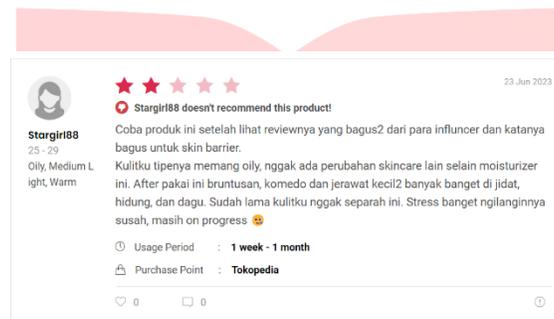 23 Jun 2023
Stargirl88 doesn't recommend this product!
Stargirl88
25 - 29
Oily, Medium L
ight, Warm
Coba produk ini setelah lihat reviewnya yang bagus2 dari para influncer dan katanya
bagus untuk skin barrier.
Kulitku tipenya memang oily, nggak ada perubahan skincare lain selain moisturizer
ini. After pakai ini bruntusan, komedo dan jerawat kecil2 banyak banget di jidat,
hidung, dan dagu. Sudah lama kulitku nggak separah ini. Stress banget ngilanginnya
susah, masih on progress 🙂
Usage Period : 1 week - 1 month
Purchase Point : Tokopedia
0 0